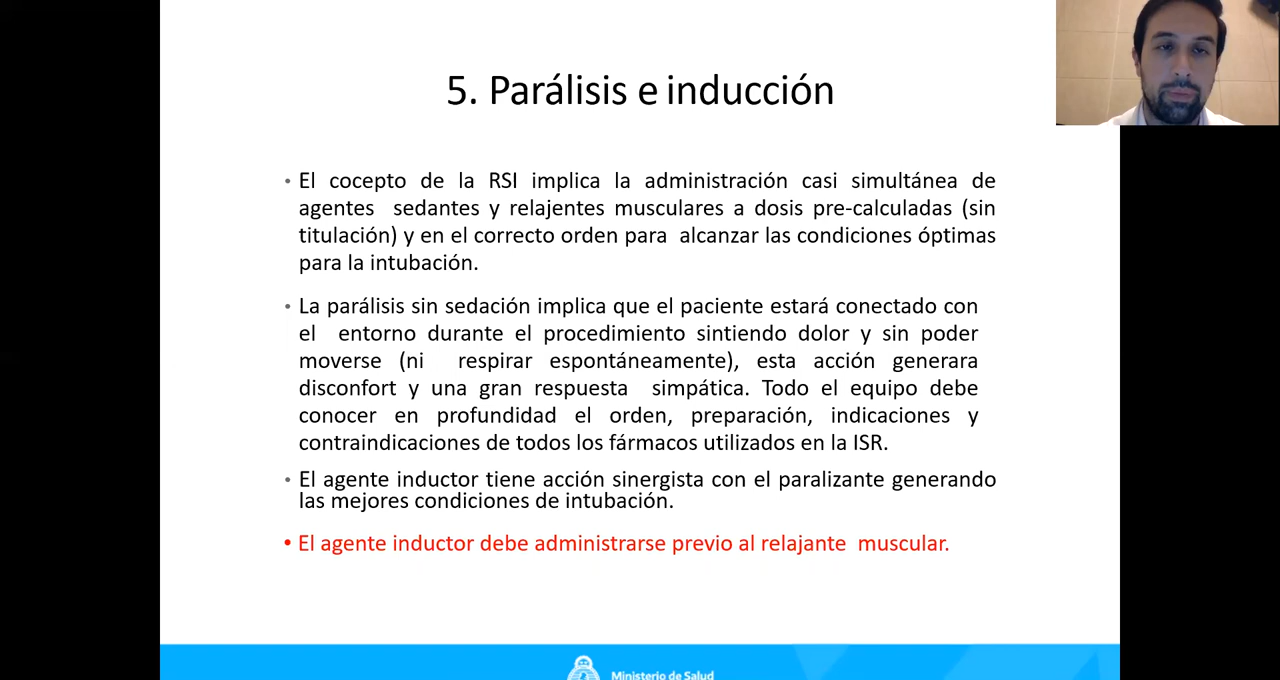 5. Parálisis e inducción
• El cocepto de la RSI implica la administración casi simultánea de
agentes sedantes y relajentes musculares a dosis pre-calculadas (sin
titulación) y en el correcto orden para alcanzar las condiciones óptimas
para la intubación.
• La parálisis sin sedación implica que el paciente estará conectado con
el entorno durante el procedimiento sintiendo dolor y sin poder
moverse (ni respirar espontáneamente), esta acción generara
disconfort y una gran respuesta simpática. Todo el equipo debe
conocer en profundidad el orden, preparación, indicaciones y
contraindicaciones de todos los fármacos utilizados en la ISR.
• El agente inductor tiene acción sinergista con el paralizante generando
las mejores condiciones de intubación.
• El agente inductor debe administrarse previo al relajante muscular.
Ministerio de Salud